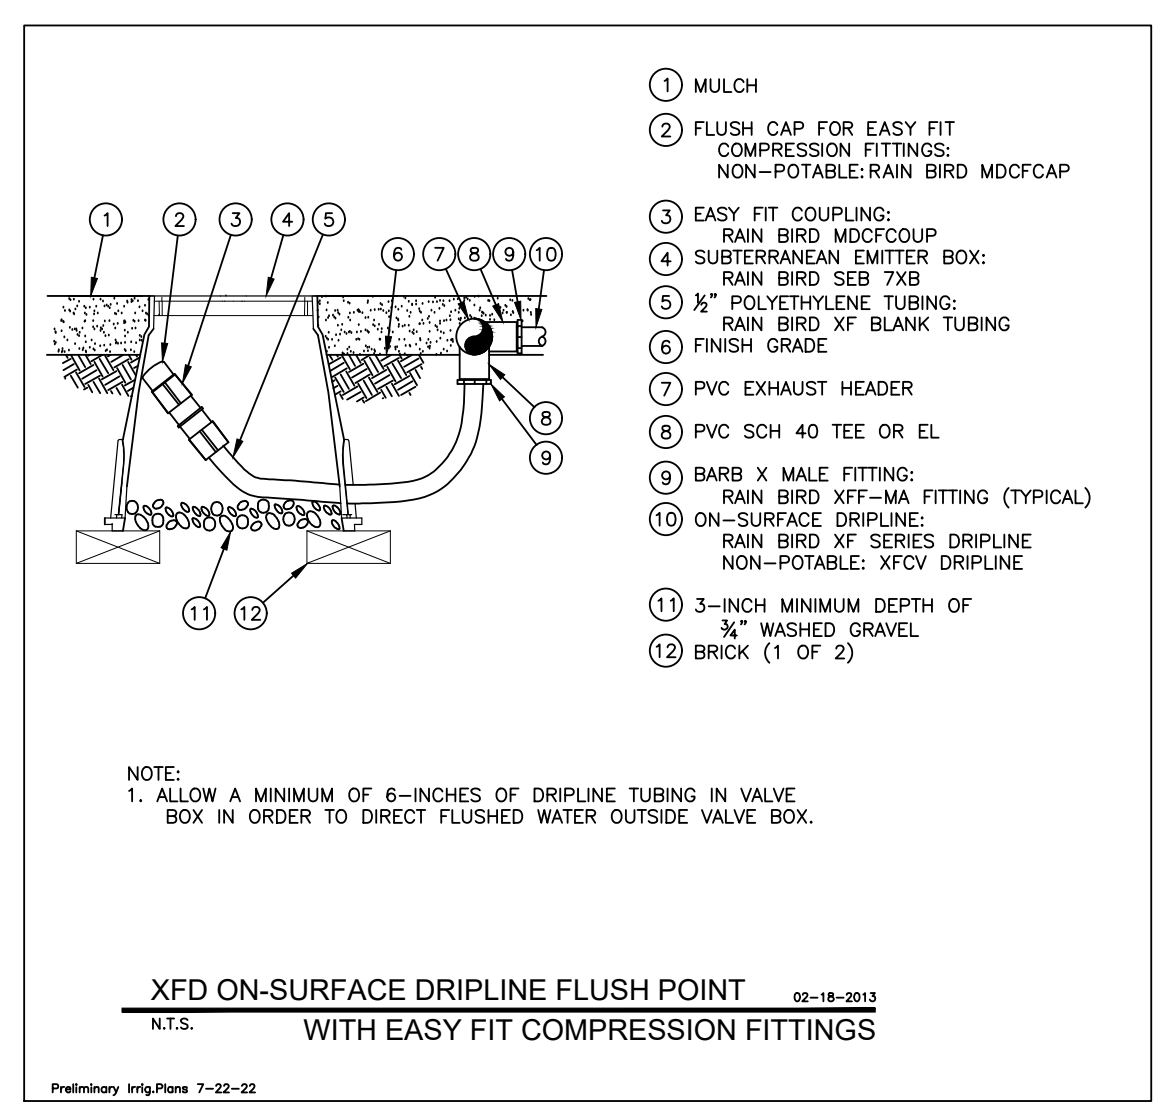 1 MULCH
2 FLUSH CAP FOR EASY FIT
COMPRESSION FITTINGS:
NON-POTABLE: RAIN BIRD MDCFCAP
3 EASY FIT COUPLING:
RAIN BIRD MDCFCOUP
4 SUBTERRANEAN EMITTER BOX:
RAIN BIRD SEB 7XB
5 ½" POLYETHYLENE TUBING:
RAIN BIRD XF BLANK TUBING
6 FINISH GRADE
7 PVC EXHAUST HEADER
8 PVC SCH 40 TEE OR EL
9 BARB X MALE FITTING:
RAIN BIRD XFF-MA FITTING (TYPICAL)
10 ON-SURFACE DRIPLINE:
RAIN BIRD XF SERIES DRIPLINE
NON-POTABLE: XFCV DRIPLINE
11 3-INCH MINIMUM DEPTH OF
¾" WASHED GRAVEL
12 BRICK (1 OF 2)
1 2 3 4 5
6 7 8 9 10
8
9
11 12
NOTE:
1. ALLOW A MINIMUM OF 6-INCHES OF DRIPLINE TUBING IN VALVE
BOX IN ORDER TO DIRECT FLUSHED WATER OUTSIDE VALVE BOX.
XFD ON-SURFACE DRIPLINE FLUSH POINT 02-18-2013
N.T.S. WITH EASY FIT COMPRESSION FITTINGS
Preliminary Irrig.Plans 7-22-22